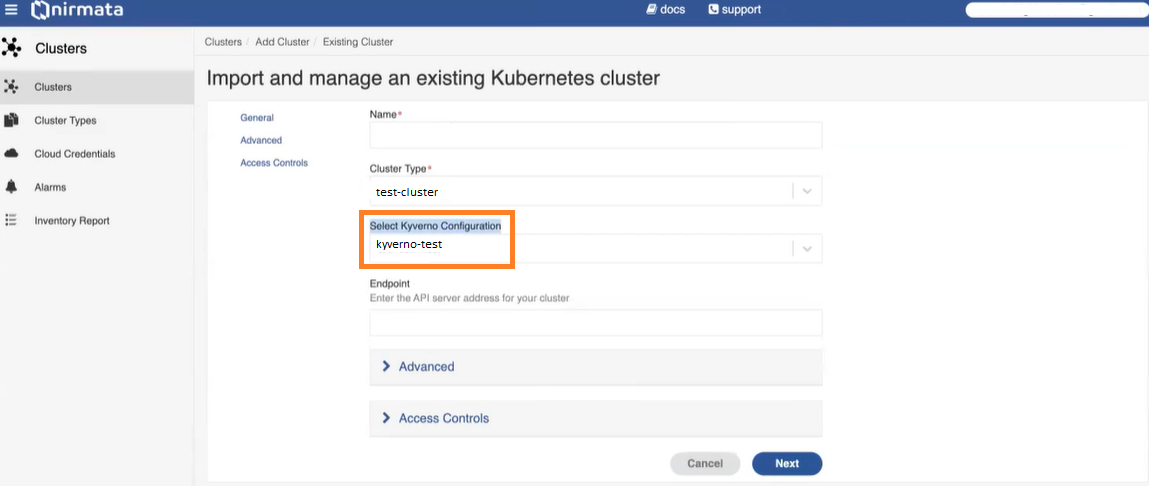 nirmata
docs
support
Clusters
Clusters
Cluster Types
Cloud Credentials
Alarms
Inventory Report
Clusters / Add Cluster / Existing Cluster
Import and manage an existing Kubernetes cluster
General
Advanced
Access Controls
Name*
Cluster Type*
test-cluster
Select Kyverno Configuration
kyverno-test
Endpoint
Enter the API server address for your cluster
Advanced
Access Controls
Cancel
Next